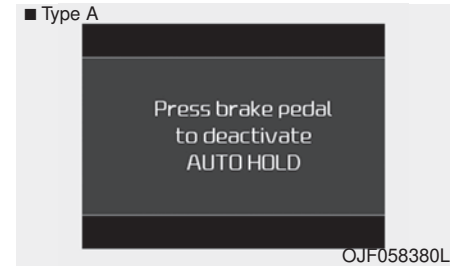 ■ Type A
Press brake pedal
to deactivate
AUTO HOLD
OJF058380L